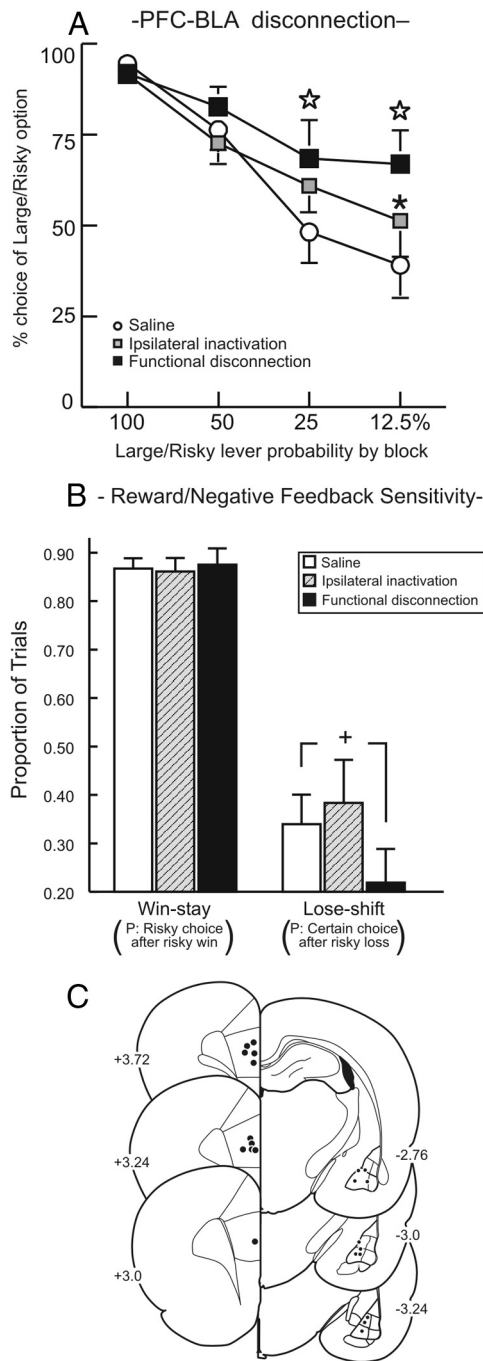 A -PFC-BLA disconnection–
% choice of Large/Risky option
100
75
50
25
0
Saline
Ipsilateral inactivation
Functional disconnection
100 50 25 12.5%
Large/Risky lever probability by block
B - Reward/Negative Feedback Sensitivity-
Proportion of Trials
0.90
0.80
0.70
0.60
0.50
0.40
0.30
0.20
Saline
Ipsilateral inactivation
Functional disconnection
+
Win-stay Lose-shift
(P: Risky choice after risky win) (P: Certain choice after risky loss)
C
+3.72
+3.24
+3.0
-2.76
-3.0
-3.24